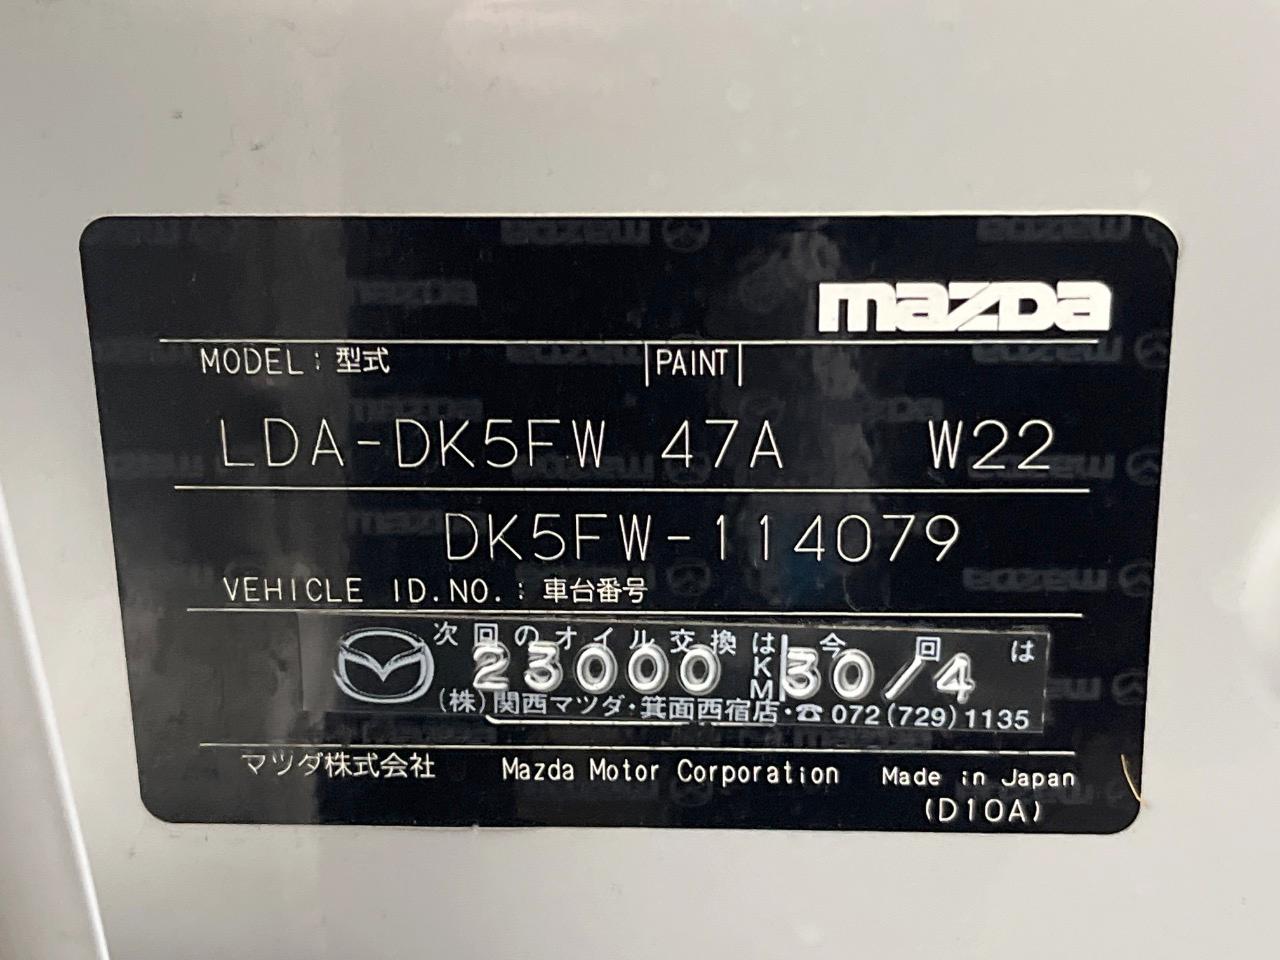 mazda
MODEL : 型式 PAINT
LDA-DK5FW 47A W22
DK5FW-114079
VEHICLE ID.NO. : 車台番号
次回のオイル交換は 今回は
23000 KM 30/4
(株)関西マツダ・箕面西宿店・☎072(729)1135
マツダ株式会社 Mazda Motor Corporation Made in Japan
(D10A)